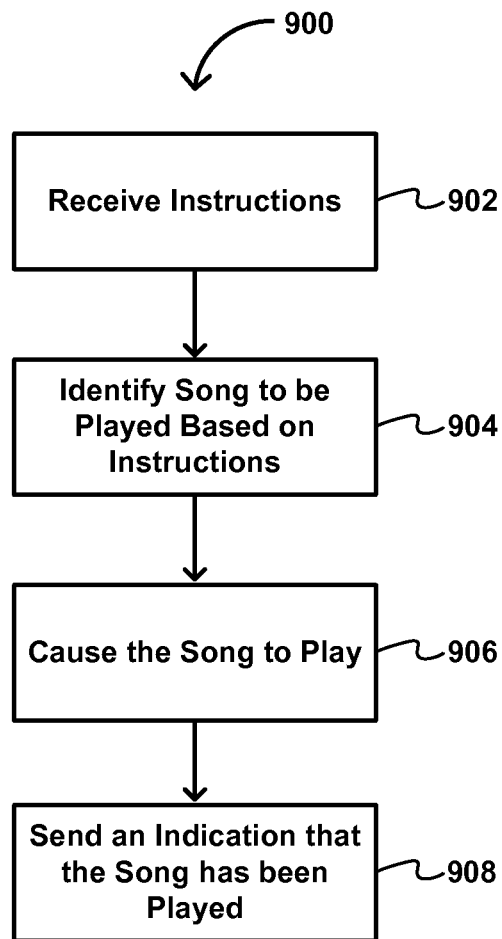 900
Receive Instructions
902
Identify Song to be
Played Based on
Instructions
904
Cause the Song to Play
906
Send an Indication that
the Song has been
Played
908